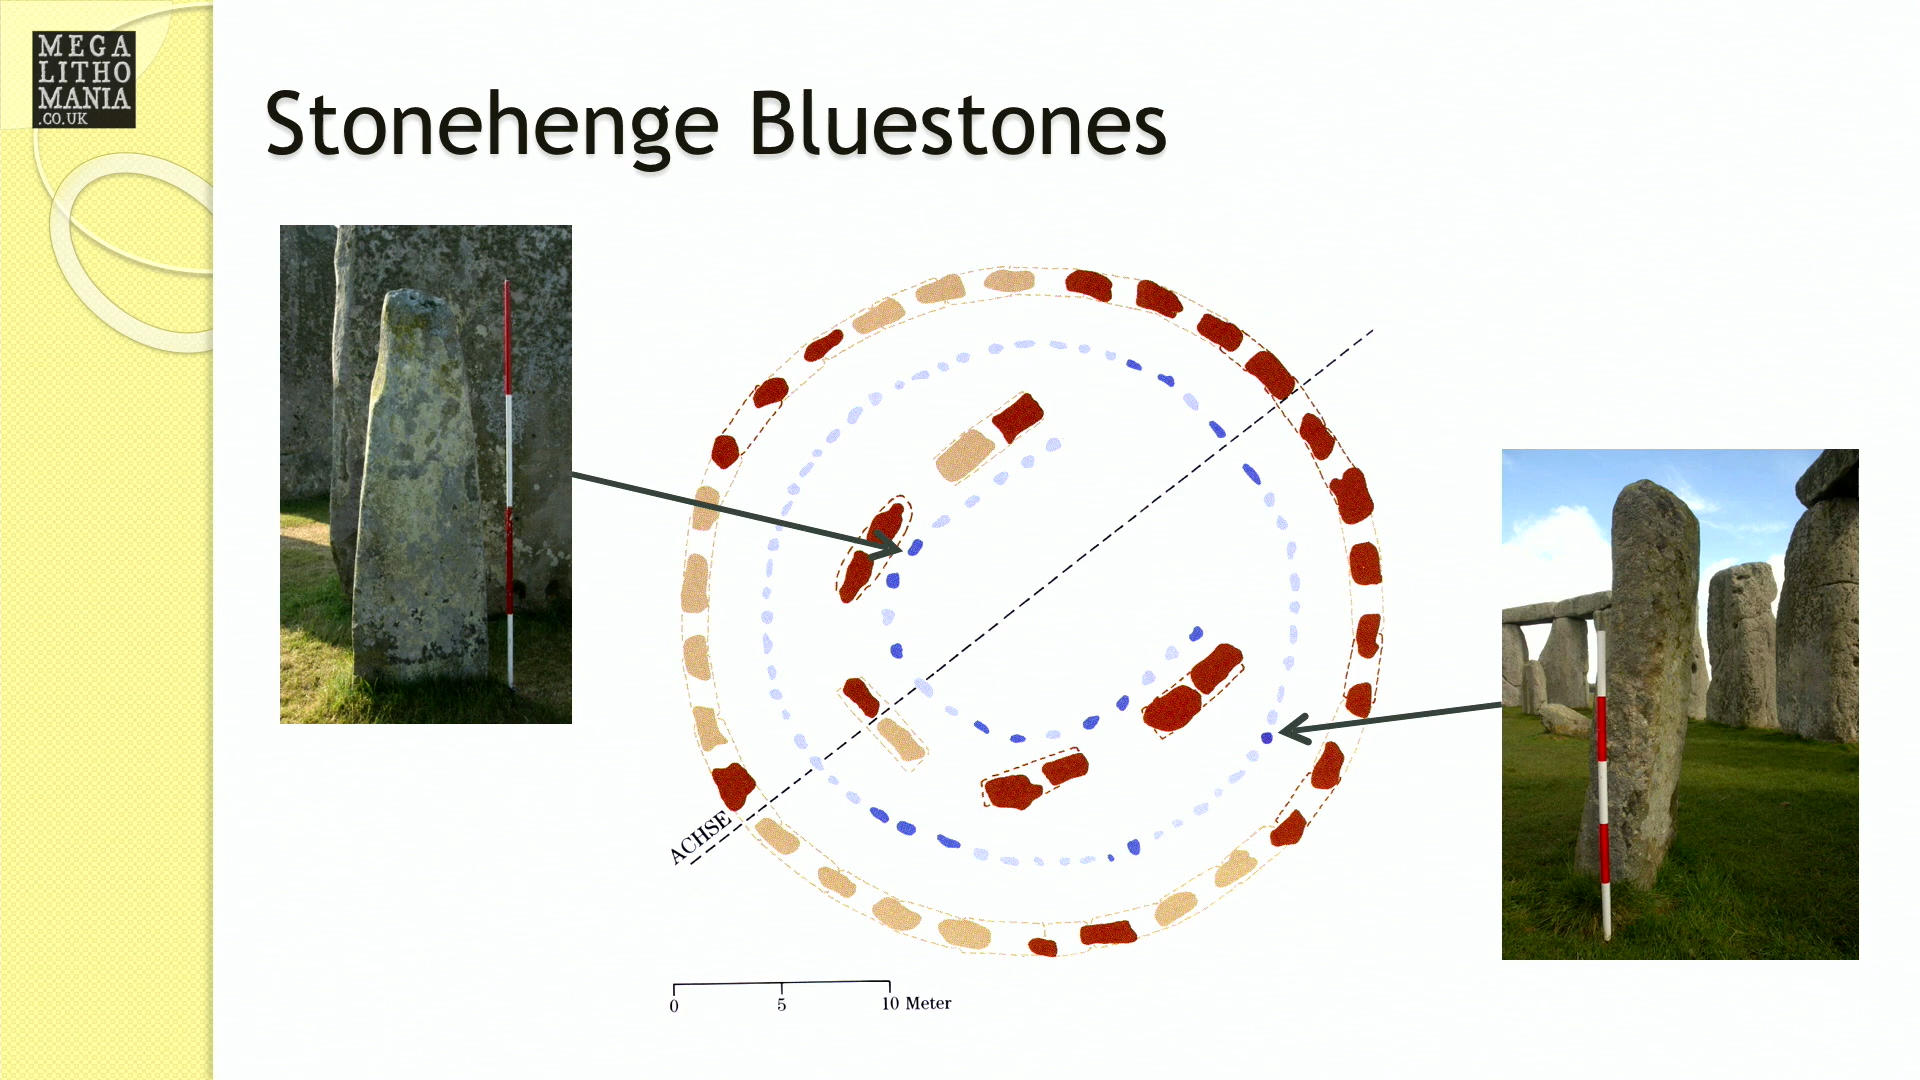 MEGA
LITHO
MANIA
.CO.UK
Stonehenge Bluestones
ACHSE
0 5 10 Meter